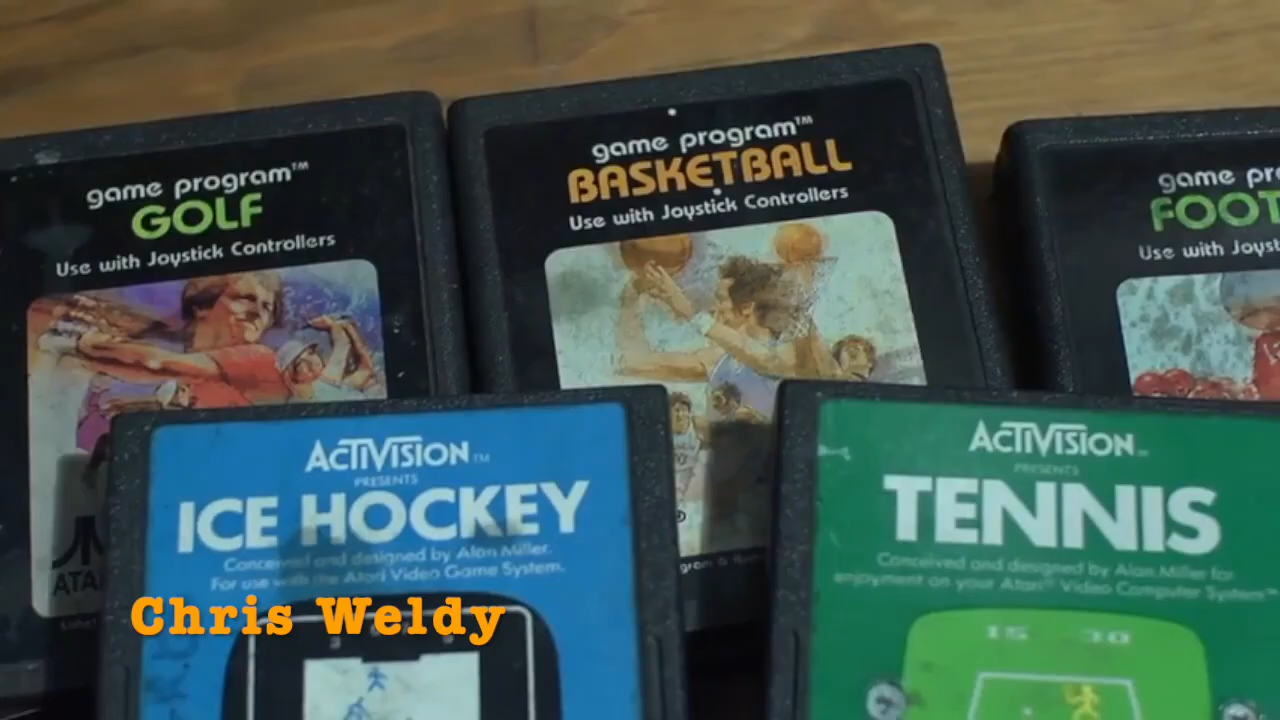 game program™
GOLF
Use with Joystick Controllers
ATAR
game program™
BASKETBALL
Use with Joystick Controllers
game pro
FOOT
Use with Joyst
ACTIVISION™
PRESENTS
ICE HOCKEY
Conceived and designed by Alan Miller.
For use with the Atari Video Game System.
ACTIVISION™
PRESENTS
TENNIS
Conceived and designed by Alan Miller for
enjoyment on your Atari® Video Computer System™
15 30
Chris Weldy